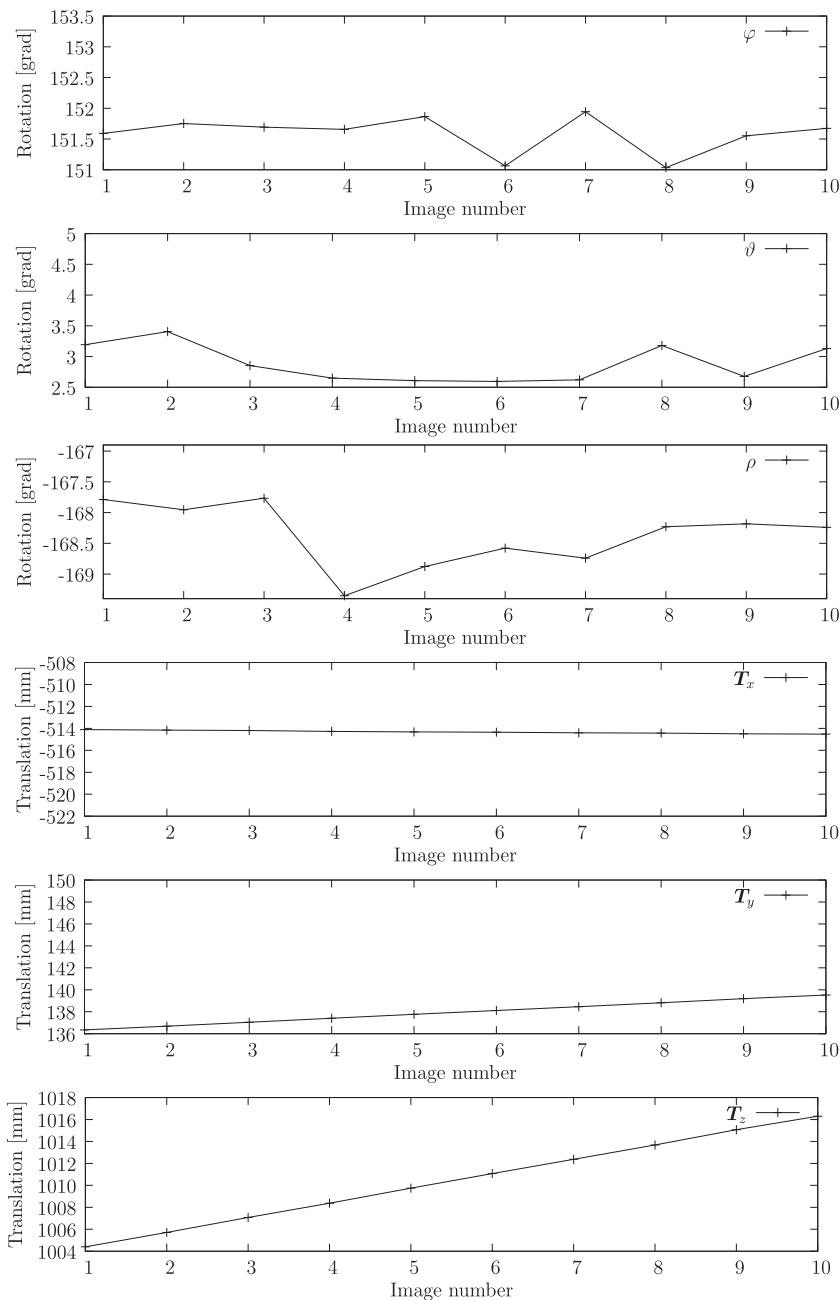 153.5
153
152.5
152
151.5
151
Rotation [grad]
φ
1 2 3 4 5 6 7 8 9 10
Image number
5
4.5
4
3.5
3
2.5
Rotation [grad]
ϑ
1 2 3 4 5 6 7 8 9 10
Image number
-167
-167.5
-168
-168.5
-169
Rotation [grad]
ρ
1 2 3 4 5 6 7 8 9 10
Image number
-508
-510
-512
-514
-516
-518
-520
-522
Translation [mm]
Tx
1 2 3 4 5 6 7 8 9 10
Image number
150
148
146
144
142
140
138
136
Translation [mm]
Ty
1 2 3 4 5 6 7 8 9 10
Image number
1018
1016
1014
1012
1010
1008
1006
1004
Translation [mm]
Tz
1 2 3 4 5 6 7 8 9 10
Image number